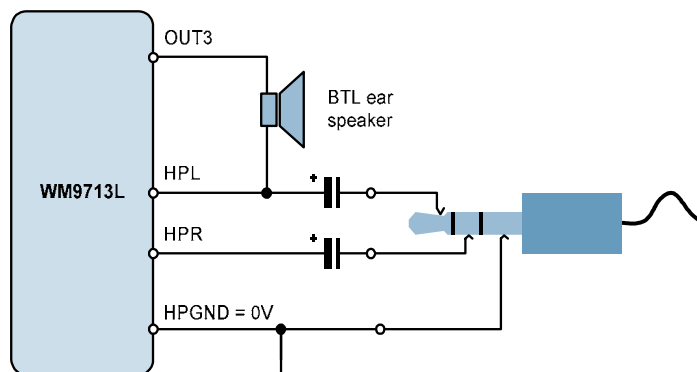 OUT3
BTL ear
speaker
HPL
+
WM9713L
HPR
+
HPGND = 0V